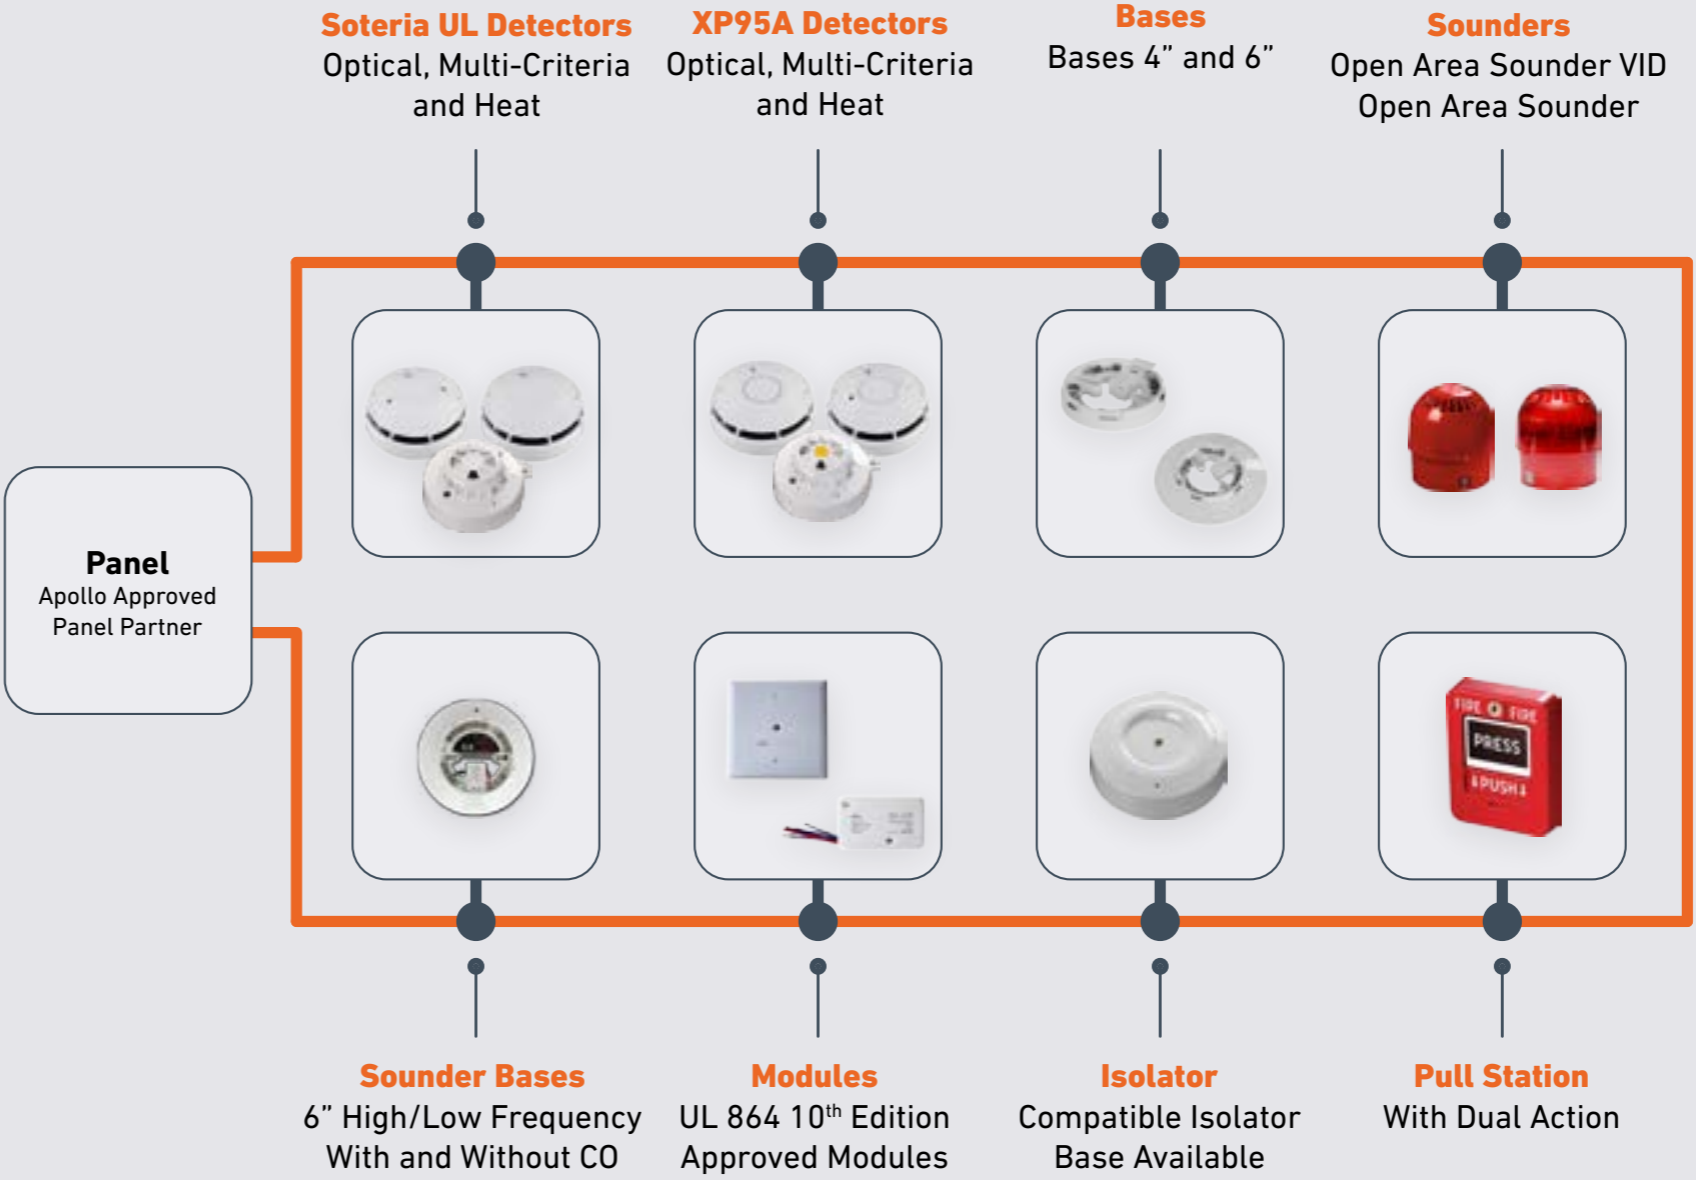 Soteria UL Detectors
Optical, Multi-Criteria
and Heat
XP95A Detectors
Optical, Multi-Criteria
and Heat
Bases
Bases 4” and 6”
Sounders
Open Area Sounder VID
Open Area Sounder
Panel
Apollo Approved
Panel Partner
FIRE FIRE
PRESS
↓PUSH↓
Sounder Bases
6” High/Low Frequency
With and Without CO
Modules
UL 864 10th Edition
Approved Modules
Isolator
Compatible Isolator
Base Available
Pull Station
With Dual Action